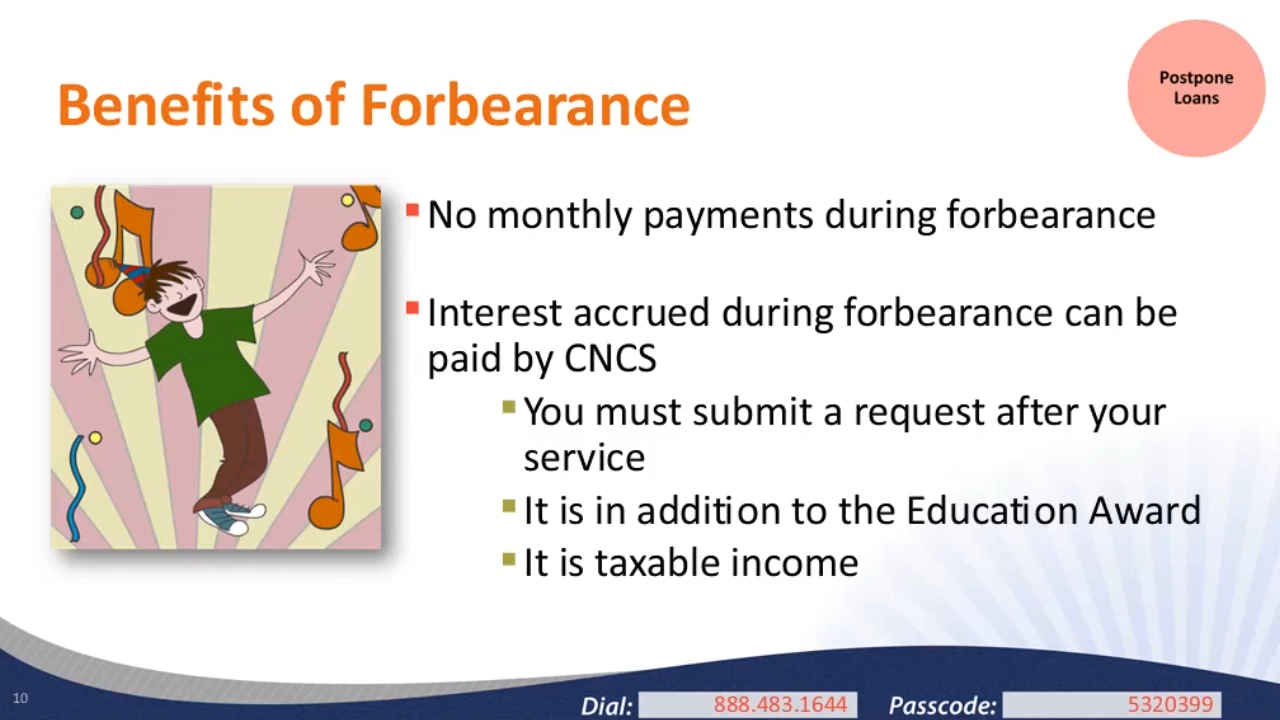 Postpone
Loans
Benefits of Forbearance
▪ No monthly payments during forbearance
▪ Interest accrued during forbearance can be
paid by CNCS
▪ You must submit a request after your
service
▪ It is in addition to the Education Award
▪ It is taxable income
10
Dial: 888.483.1644 Passcode: 5320399